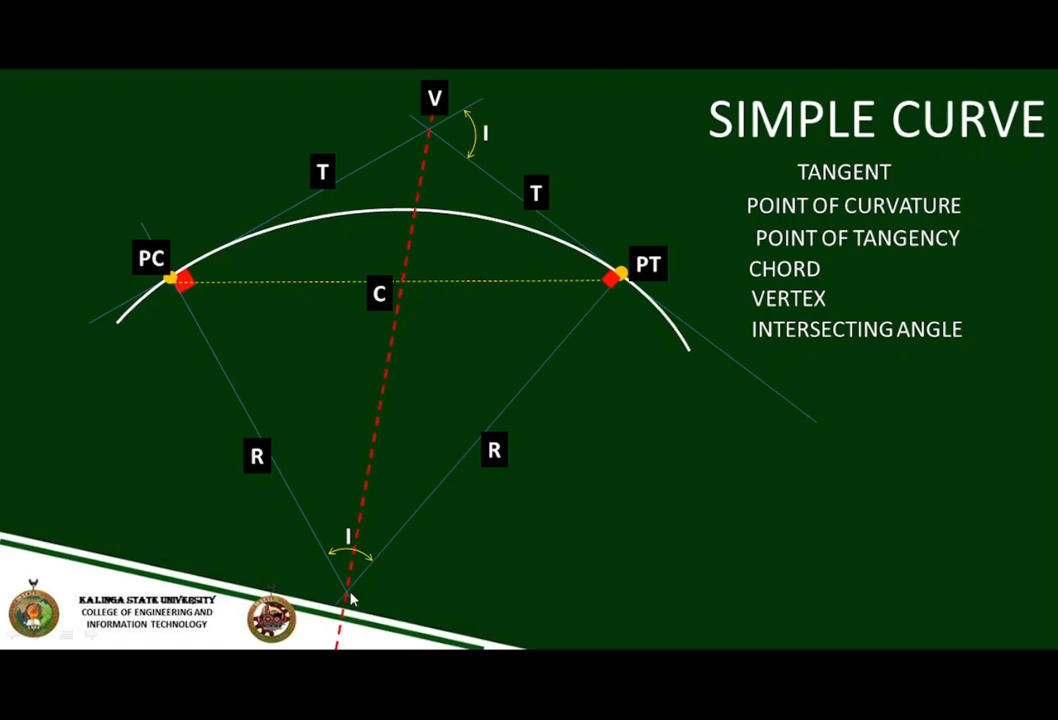 V
I
SIMPLE CURVE
T
TANGENT
T
POINT OF CURVATURE
POINT OF TANGENCY
PC
PT
CHORD
C
VERTEX
INTERSECTING ANGLE
R
R
I
KALINGA STATE UNIVERSITY
COLLEGE OF ENGINEERING AND
INFORMATION TECHNOLOGY